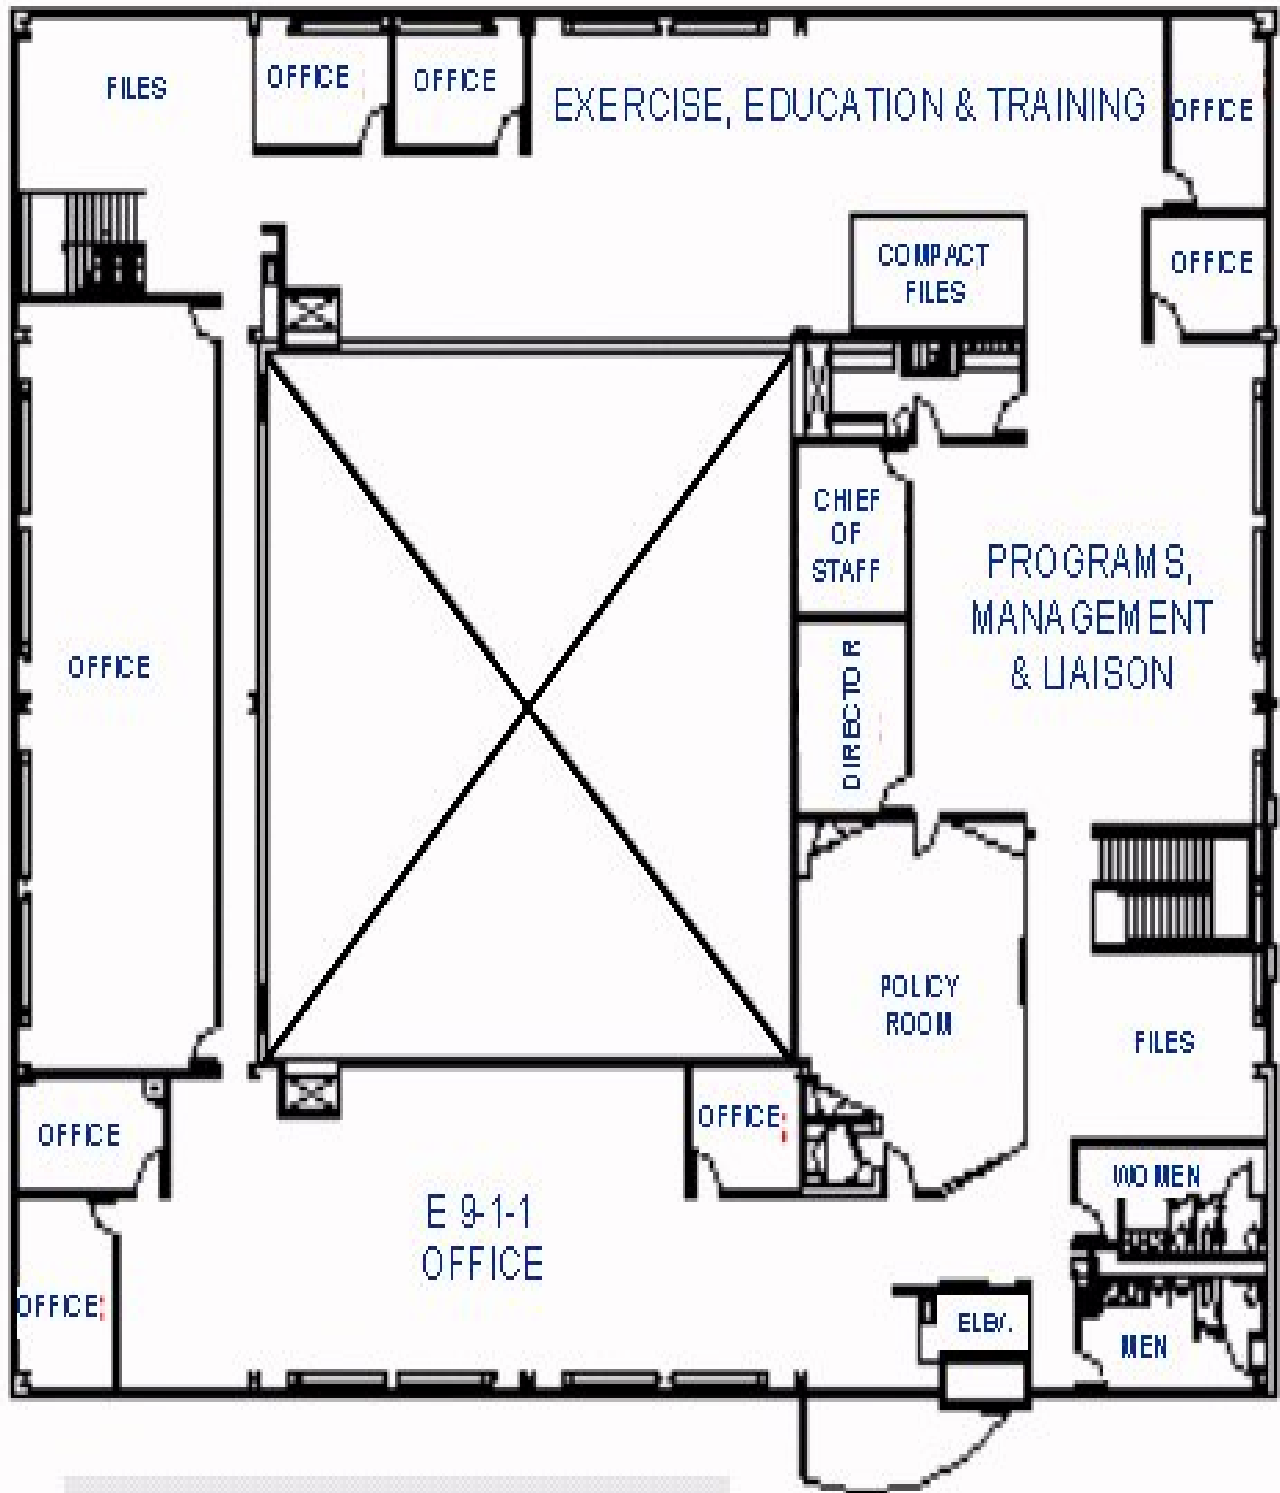 FILES
OFFICE
OFFICE
EXERCISE, EDUCATION & TRAINING
OFFICE
COMPACT
FILES
OFFICE
CHIEF
OF
STAFF
PROGRAMS,
MANAGEMENT
& LIAISON
OFFICE
DIRECTOR
POLICY
ROOM
FILES
OFFICE
OFFICE
WOMEN
E 9-1-1
OFFICE
OFFICE
ELEV.
MEN